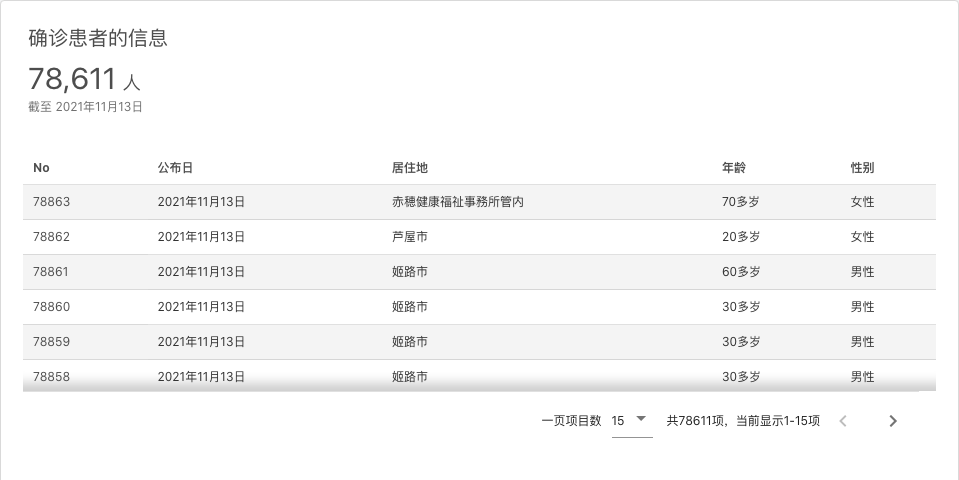 确诊患者的信息
78,611 人
截至 2021年11月13日
No 公布日 居住地 年龄 性别
78863 2021年11月13日 赤穂健康福祉事務所管内 70多岁 女性
78862 2021年11月13日 芦屋市 20多岁 女性
78861 2021年11月13日 姫路市 60多岁 男性
78860 2021年11月13日 姫路市 30多岁 男性
78859 2021年11月13日 姫路市 30多岁 男性
78858 2021年11月13日 姫路市 30多岁 男性
一页项目数 15 共78611项，当前显示1-15项